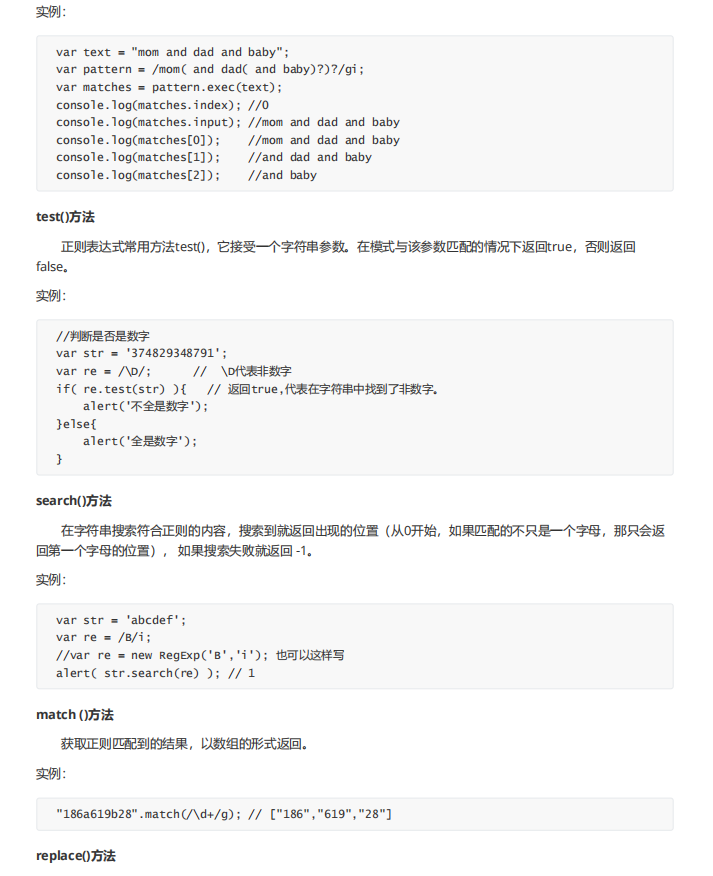 实例：
var text = "mom and dad and baby";
var pattern = /mom( and dad( and baby)?)?/gi;
var matches = pattern.exec(text);
console.log(matches.index); //0
console.log(matches.input); //mom and dad and baby
console.log(matches[0]);    //mom and dad and baby
console.log(matches[1]);    //and dad and baby
console.log(matches[2]);    //and baby
test()方法
正则表达式常用方法test()，它接受一个字符串参数。在模式与该参数匹配的情况下返回true，否则返回
false。
实例：
//判断是否是数字
var str = '374829348791';
var re = /\D/;      //  \D代表非数字
if( re.test(str) ){   // 返回true,代表在字符串中找到了非数字。
    alert('不全是数字');
}else{
    alert('全是数字');
}
search()方法
在字符串搜索符合正则的内容，搜索到就返回出现的位置（从0开始，如果匹配的不只是一个字母，那只会返
回第一个字母的位置）， 如果搜索失败就返回 -1。
实例：
var str = 'abcdef';
var re = /B/i;
//var re = new RegExp('B','i'); 也可以这样写
alert( str.search(re) ); // 1
match ()方法
获取正则匹配到的结果，以数组的形式返回。
实例：
"186a619b28".match(/\d+/g); // ["186","619","28"]
replace()方法